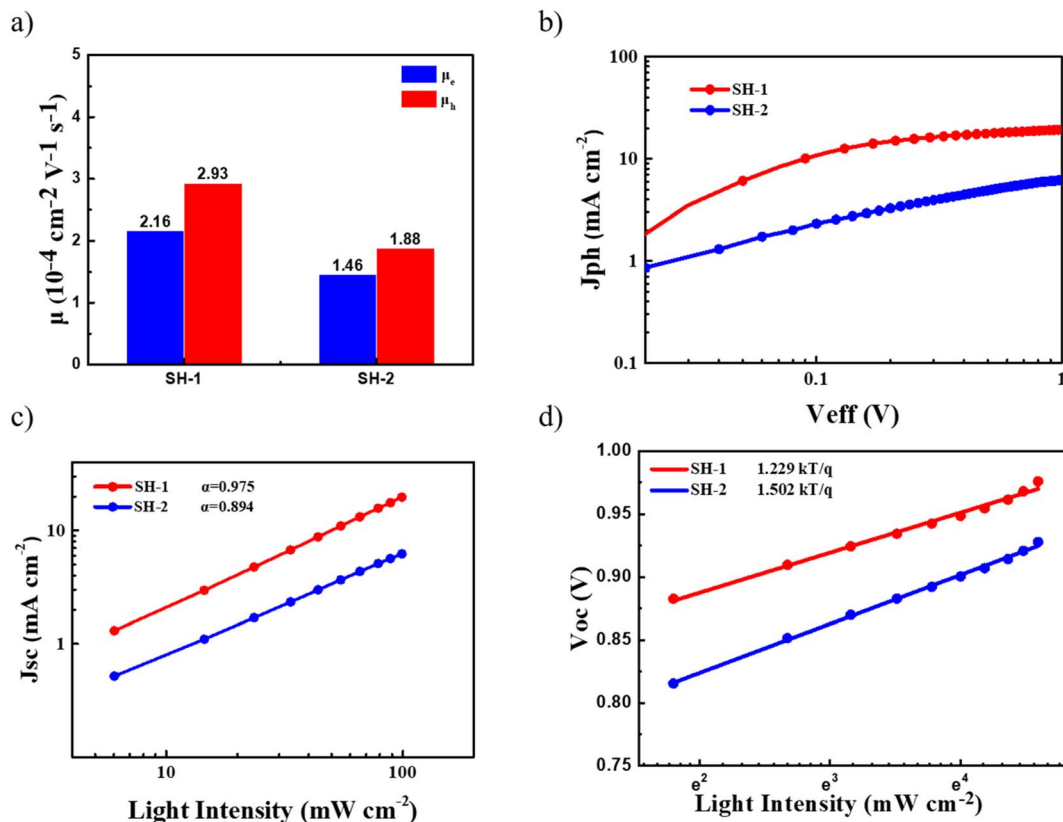 a)
μ (10⁻⁴ cm⁻² V⁻¹ s⁻¹)
5
4
3
2
1
0
μₑ
μₕ
2.16
2.93
1.46
1.88
SH-1
SH-2
b)
Jph (mA cm⁻²)
100
10
1
0.1
SH-1
SH-2
0.1
1
Veff (V)
c)
Jsc (mA cm⁻²)
10
1
SH-1 α=0.975
SH-2 α=0.894
10
100
Light Intensity (mW cm⁻²)
d)
Voc (V)
1.00
0.95
0.90
0.85
0.80
0.75
SH-1 1.229 kT/q
SH-2 1.502 kT/q
e²
e³
e⁴
Light Intensity (mW cm⁻²)